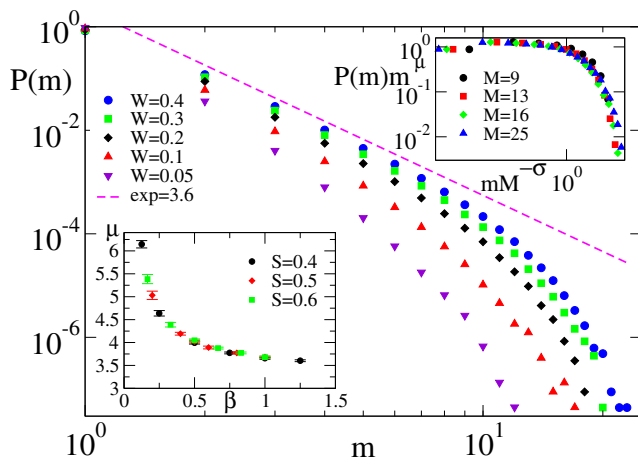 10^0
P(m)
10^-2
10^-4
10^-6
W=0.4
W=0.3
W=0.2
W=0.1
W=0.05
exp=3.6
10^0
m
10^1
10^0
P(m)m^μ
10^-1
10^-2
M=9
M=13
M=16
M=25
mM^-σ
10^0
μ
6
5.5
5
4.5
4
3.5
3
S=0.4
S=0.5
S=0.6
0
0.5
β
1
1.5